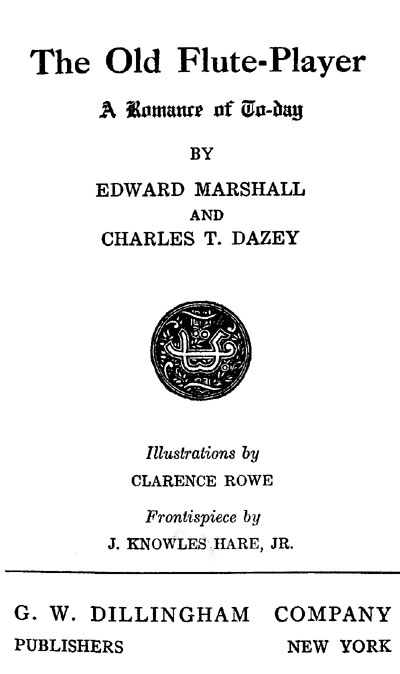 The Old Flute-Player
A Romance of To-day
BY
EDWARD MARSHALL
AND
CHARLES T. DAZEY
Illustrations by
CLARENCE ROWE
Frontispiece by
J. KNOWLES HARE, JR.
G. W. DILLINGHAM COMPANY
PUBLISHERS NEW YORK